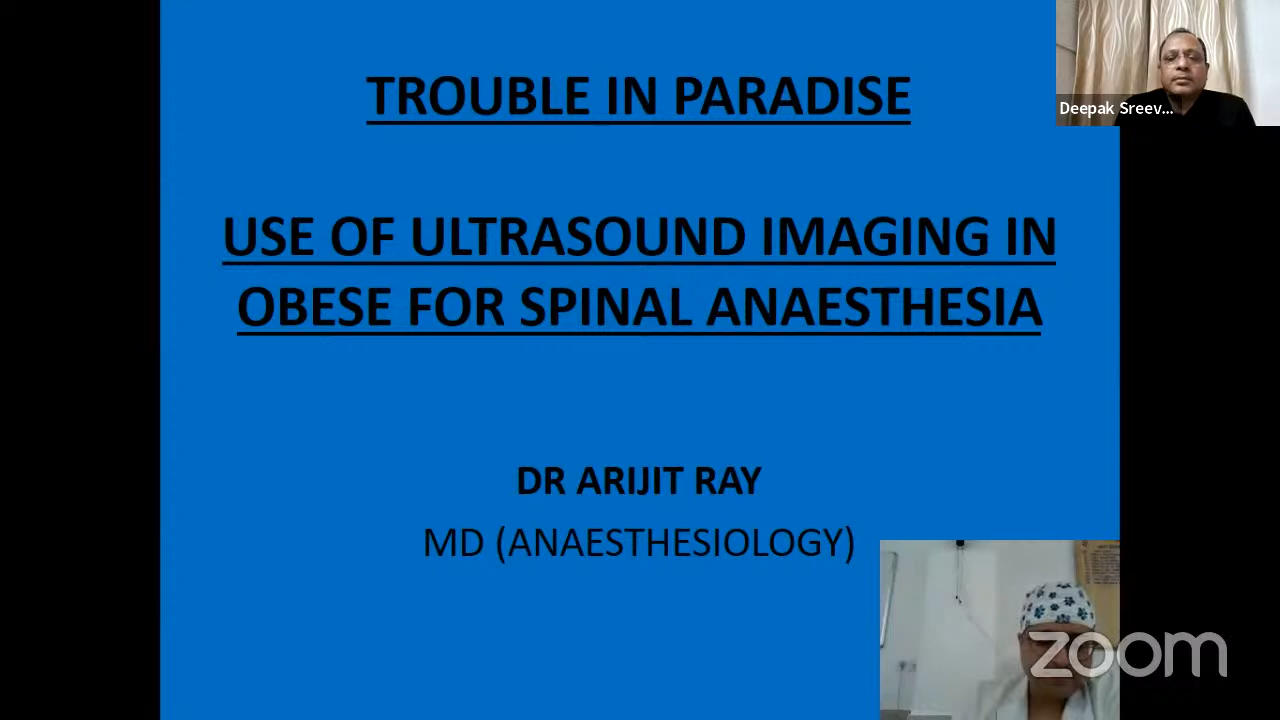 TROUBLE IN PARADISE
USE OF ULTRASOUND IMAGING IN
OBESE FOR SPINAL ANAESTHESIA
DR ARIJIT RAY
MD (ANAESTHESIOLOGY)
Deepak Sreev...
zoom